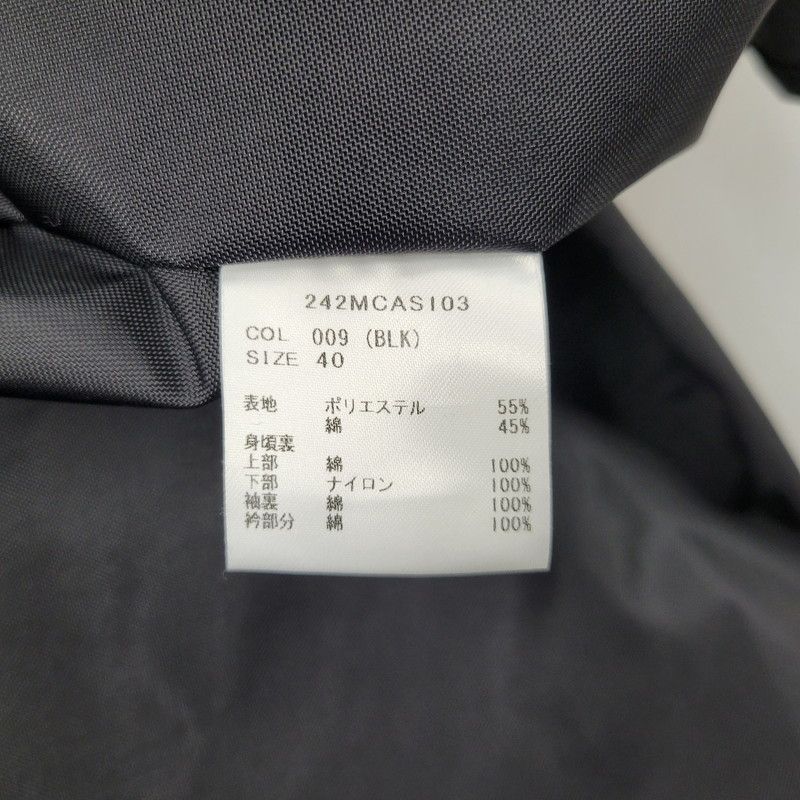 242MCASI03
COL 009 (BLK)
SIZE 40
表地 ポリエステル 55%
綿 45%
身頃裏
上部 綿 100%
下部 ナイロン 100%
袖裏 綿 100%
衿部分 綿 100%